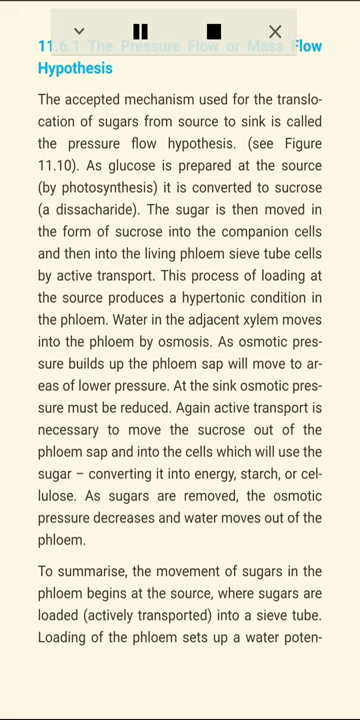 11.6.1 The Pressure Flow or Mass Flow
Hypothesis
The accepted mechanism used for the translo-
cation of sugars from source to sink is called
the pressure flow hypothesis. (see Figure
11.10). As glucose is prepared at the source
(by photosynthesis) it is converted to sucrose
(a dissacharide). The sugar is then moved in
the form of sucrose into the companion cells
and then into the living phloem sieve tube cells
by active transport. This process of loading at
the source produces a hypertonic condition in
the phloem. Water in the adjacent xylem moves
into the phloem by osmosis. As osmotic pres-
sure builds up the phloem sap will move to ar-
eas of lower pressure. At the sink osmotic pres-
sure must be reduced. Again active transport is
necessary to move the sucrose out of the
phloem sap and into the cells which will use the
sugar – converting it into energy, starch, or cel-
lulose. As sugars are removed, the osmotic
pressure decreases and water moves out of the
phloem.
To summarise, the movement of sugars in the
phloem begins at the source, where sugars are
loaded (actively transported) into a sieve tube.
Loading of the phloem sets up a water poten-